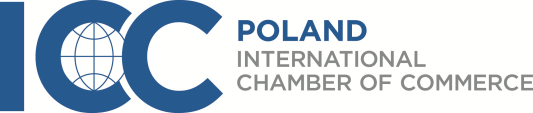 ICC
POLAND
INTERNATIONAL
CHAMBER OF COMMERCE